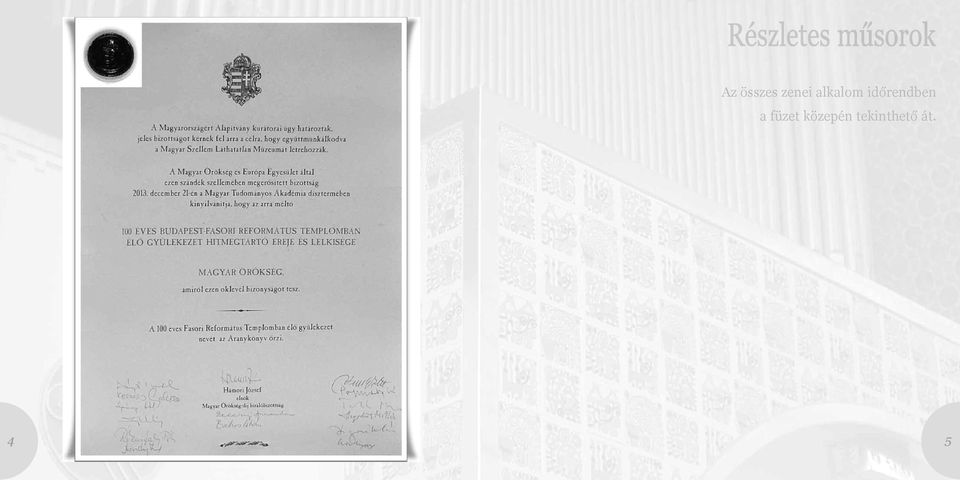 A Magyarországért Alapítvány kurátorai úgy határoztak,
jeles bizottságot kérnek fel arra a célra, hogy együttmunkálkodva
a Magyar Szellem Láthatatlan Múzeumát létrehozzák.
A Magyar Örökség és Európa Egyesület által
ezen szándék szellemében megerősített bizottság
2013. december 21-én a Magyar Tudományos Akadémia dísztermében
kinyilvánítja, hogy az arra méltó
100 ÉVES BUDAPEST-FASORI REFORMÁTUS TEMPLOMBAN
ÉLŐ GYÜLEKEZET HITMEGTARTÓ EREJE ÉS LELKISÉGE
MAGYAR ÖRÖKSÉG,
amiről ezen oklevél bizonyságot tesz.
A 100 éves Fasori Református Templomban élő gyülekezet
nevét az Aranykönyv őrzi.
Hámori József
elnök
Magyar Örökség-díj bírálóbizottság
4
Részletes műsorok
Az összes zenei alkalom időrendben
a füzet közepén tekinthető át.
5